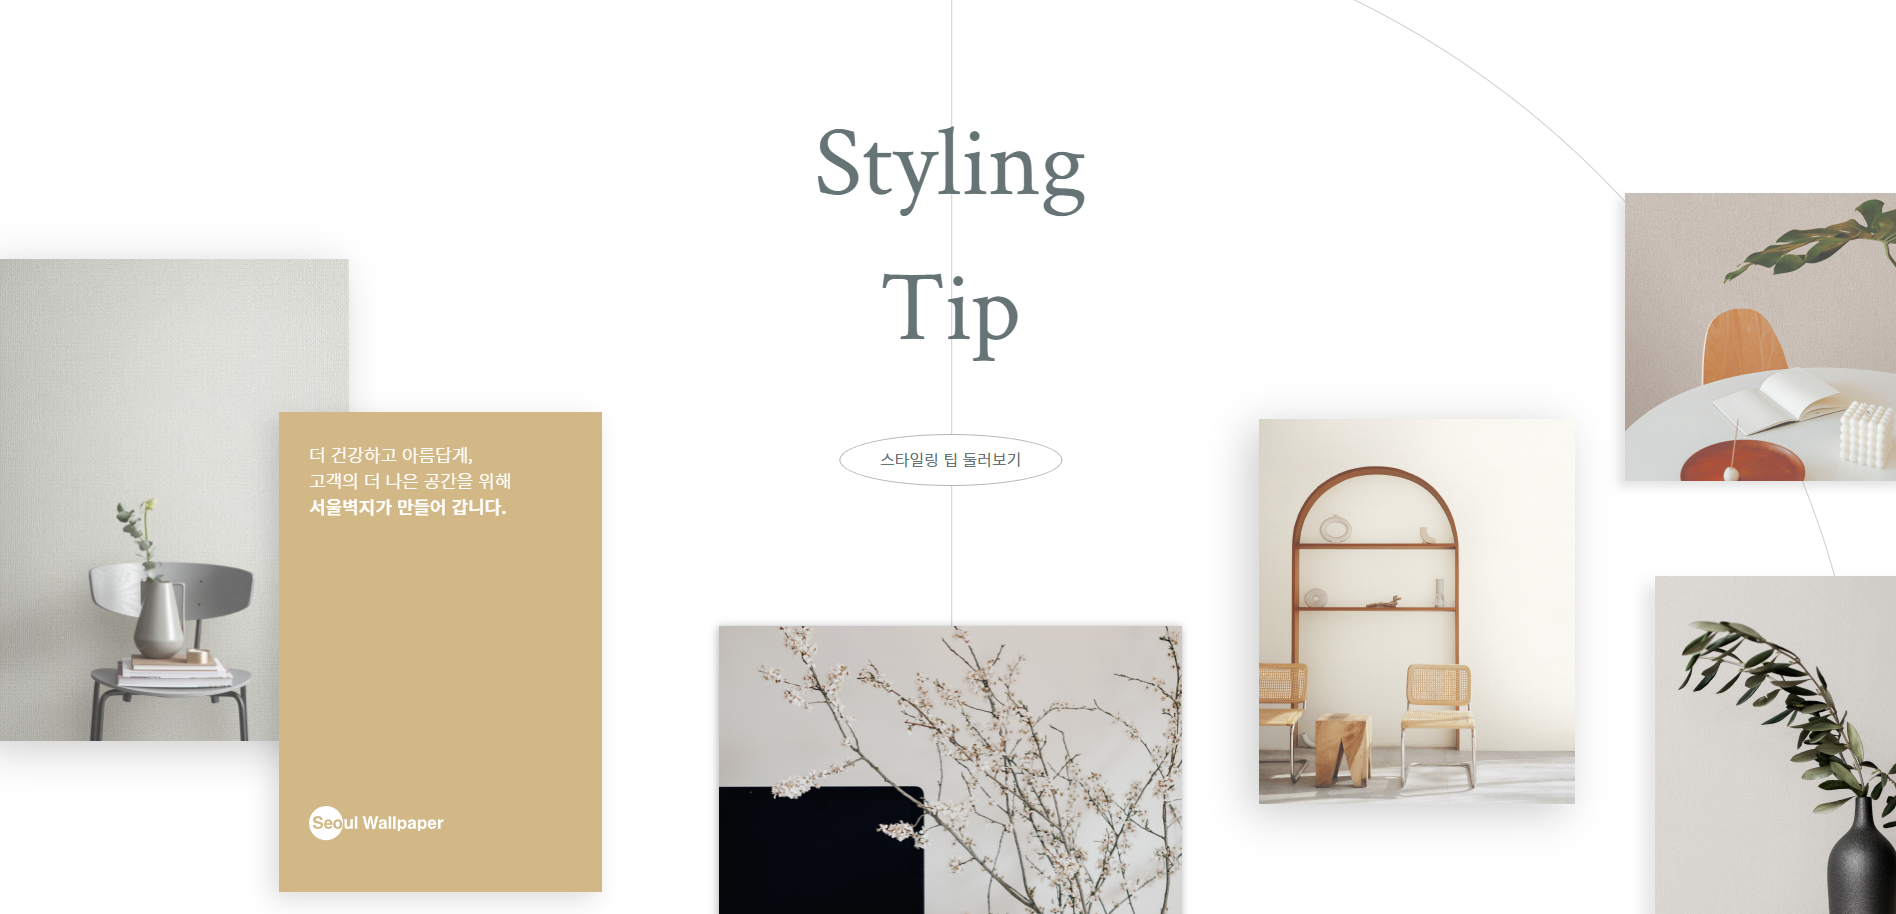 Styling
Tip
스타일링 팁 둘러보기
더 건강하고 아름답게,
고객의 더 나은 공간을 위해
서울벽지가 만들어 갑니다.
Seoul Wallpaper